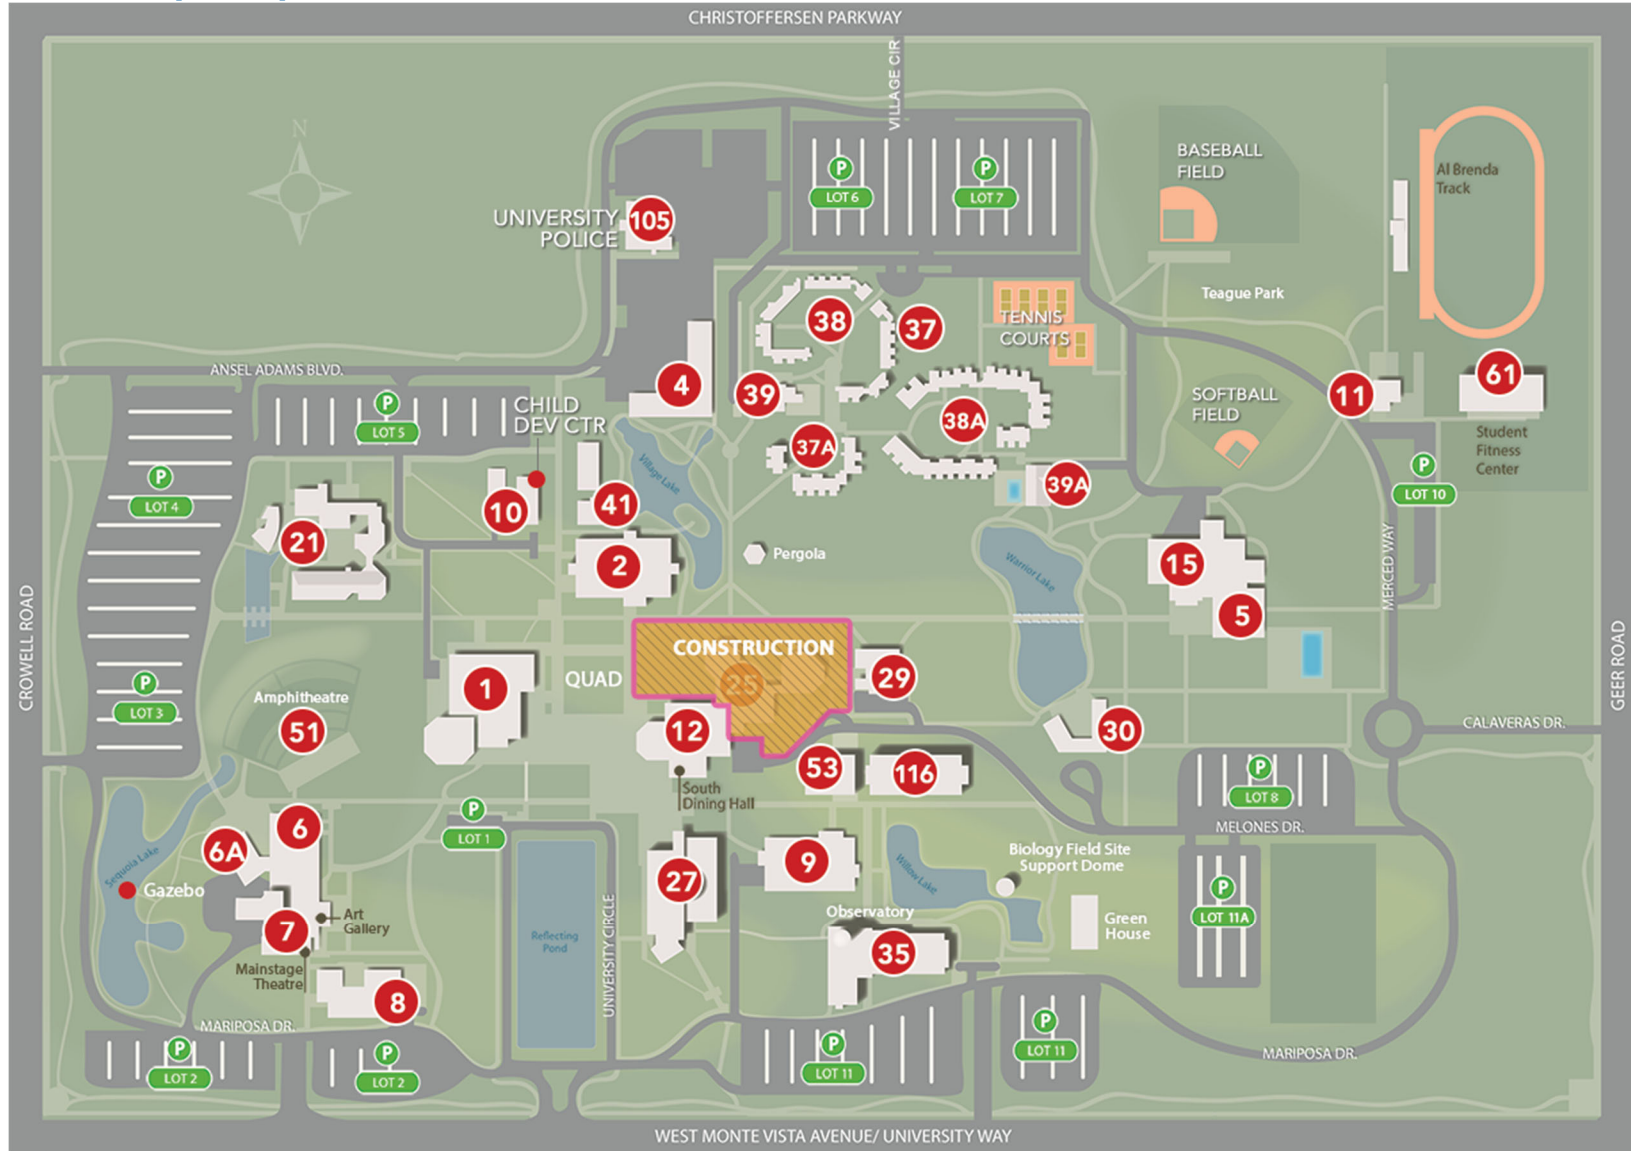 CHRISTOFFERSEN PARKWAY
VILLAGE CIR
N
P
LOT 6
P
LOT 7
BASEBALL
FIELD
Al Brenda
Track
UNIVERSITY
POLICE
105
Teague Park
38
37
TENNIS
COURTS
ANSEL ADAMS BLVD.
4
39
11
61
P
LOT 5
CHILD
DEV CTR
38A
SOFTBALL
FIELD
Student
Fitness
Center
37A
P
LOT 4
Village Lake
39A
P
LOT 10
10
41
21
2
Pergola
Warrior Lake
15
MERCED WAY
5
CROWELL ROAD
GEER ROAD
CONSTRUCTION
25
QUAD
29
1
P
LOT 3
Amphitheatre
51
12
30
CALAVERAS DR.
53
116
P
LOT 8
South
Dining Hall
P
LOT 1
MELONES DR.
6
6A
Sequoia Lake
Gazebo
27
9
Willow Lake
Biology Field Site
Support Dome
P
LOT 11A
Art
Gallery
7
Observatory
Green
House
Reflecting
Pond
UNIVERSITY CIRCLE
35
Mainstage
Theatre
8
MARIPOSA DR.
P
LOT 2
P
LOT 2
P
LOT 11
P
LOT 11
MARIPOSA DR.
WEST MONTE VISTA AVENUE/ UNIVERSITY WAY